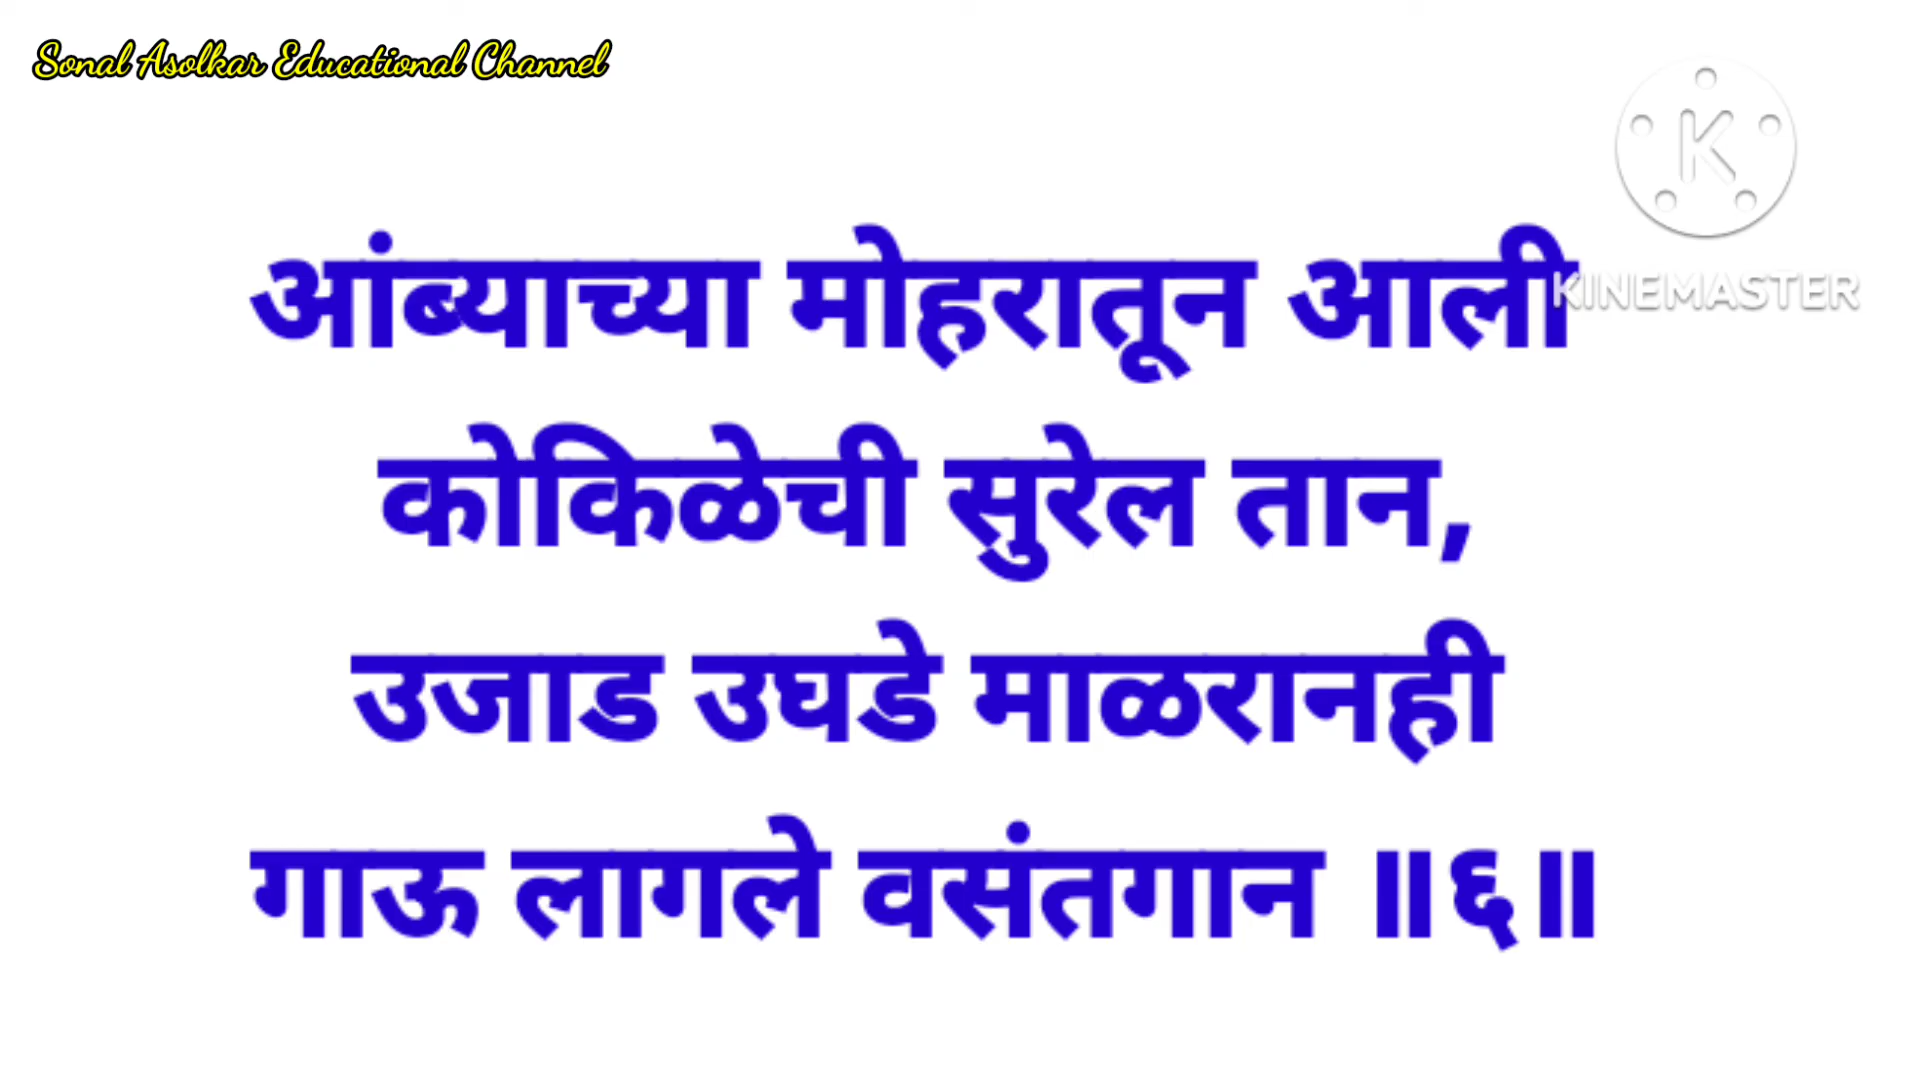 Sonal Asolkar Educational Channel
K
KINEMASTER
आंब्याच्या मोहरातून आली
कोकिळेची सुरेल तान,
उजाड उघडे माळरानही
गाऊ लागले वसंतगान ॥६॥